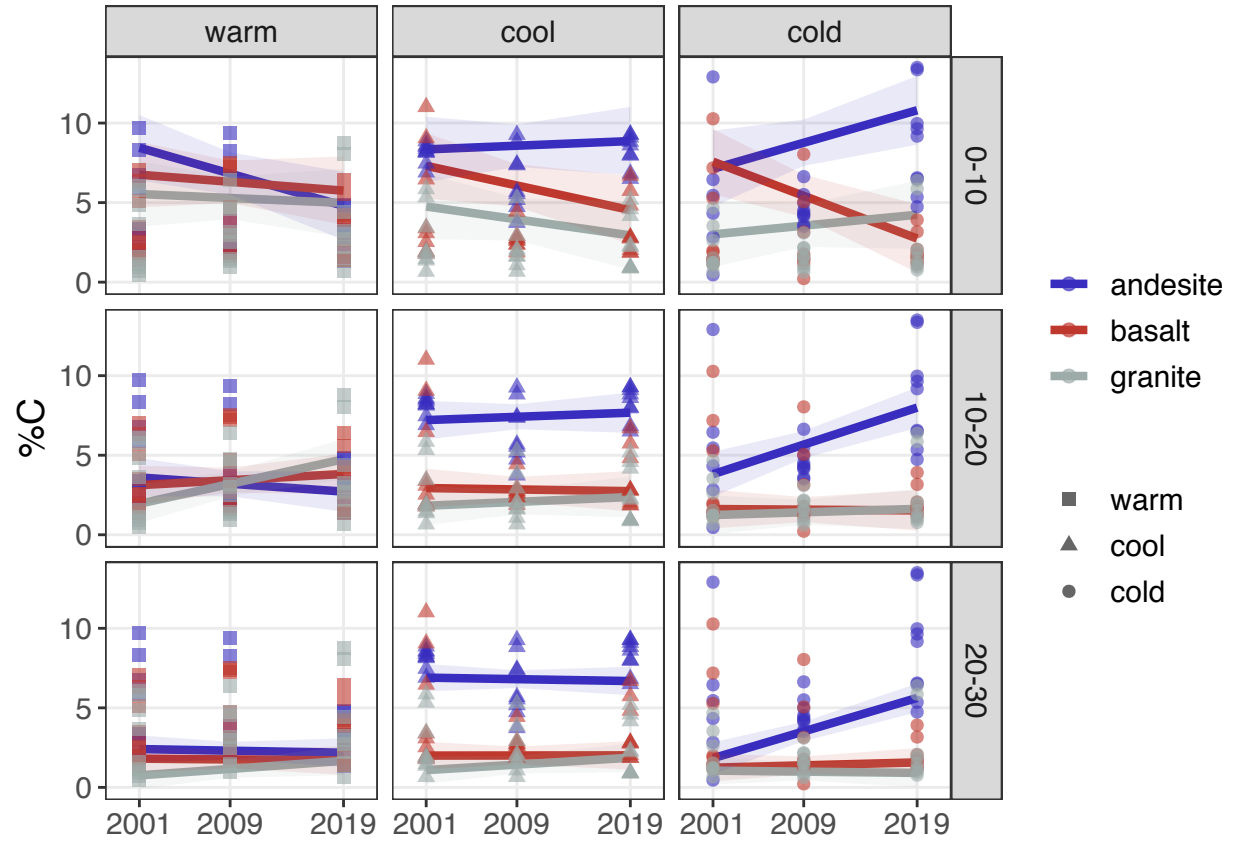 warm cool cold
10
5
0
0-10
10
5
0
10-20
10
5
0
20-30
%C
2001 2009 2019 2001 2009 2019 2001 2009 2019
andesite
basalt
granite
warm
cool
cold